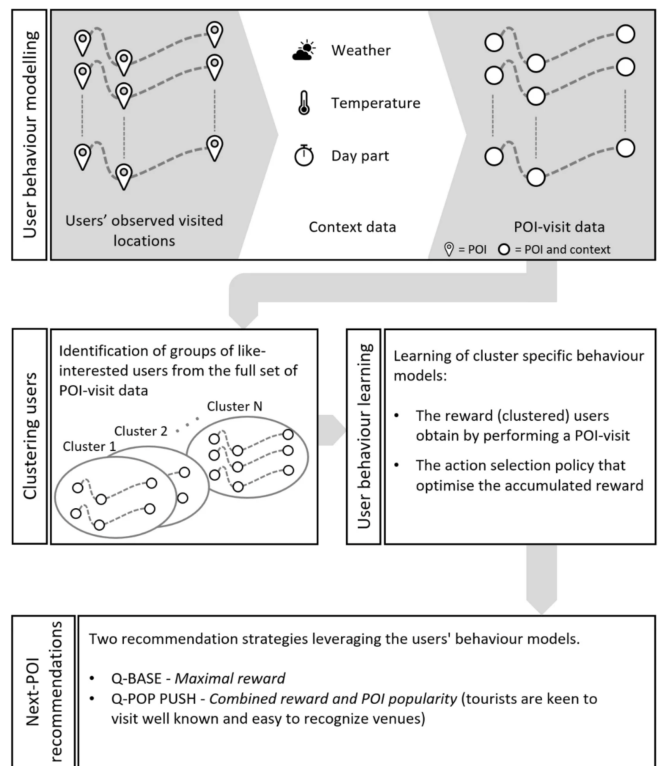 User behaviour modelling
Weather
Temperature
Day part
Users' observed visited
locations
Context data
POI-visit data
= POI
= POI and context
Clustering users
Identification of groups of like-
interested users from the full set of
POI-visit data
Cluster N
Cluster 2
Cluster 1
User behaviour learning
Learning of cluster specific behaviour
models:
• The reward (clustered) users
obtain by performing a POI-visit
• The action selection policy that
optimise the accumulated reward
Next-POI
recommendations
Two recommendation strategies leveraging the users' behaviour models.
• Q-BASE - Maximal reward
• Q-POP PUSH - Combined reward and POI popularity (tourists are keen to
visit well known and easy to recognize venues)